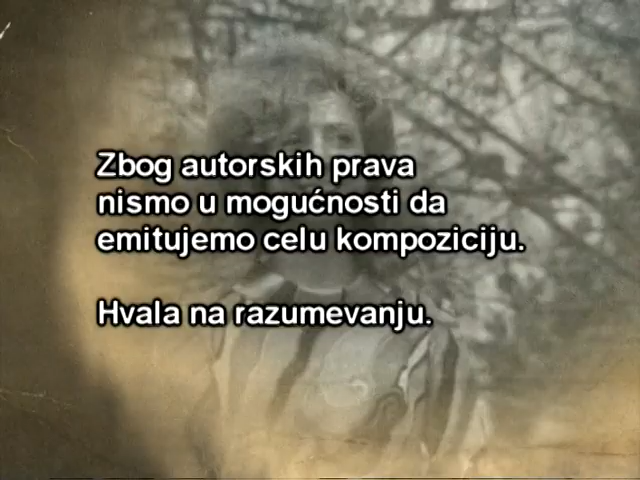 Zbog autorskih prava
nismo u mogućnosti da
emitujemo celu kompoziciju.
Hvala na razumevanju.